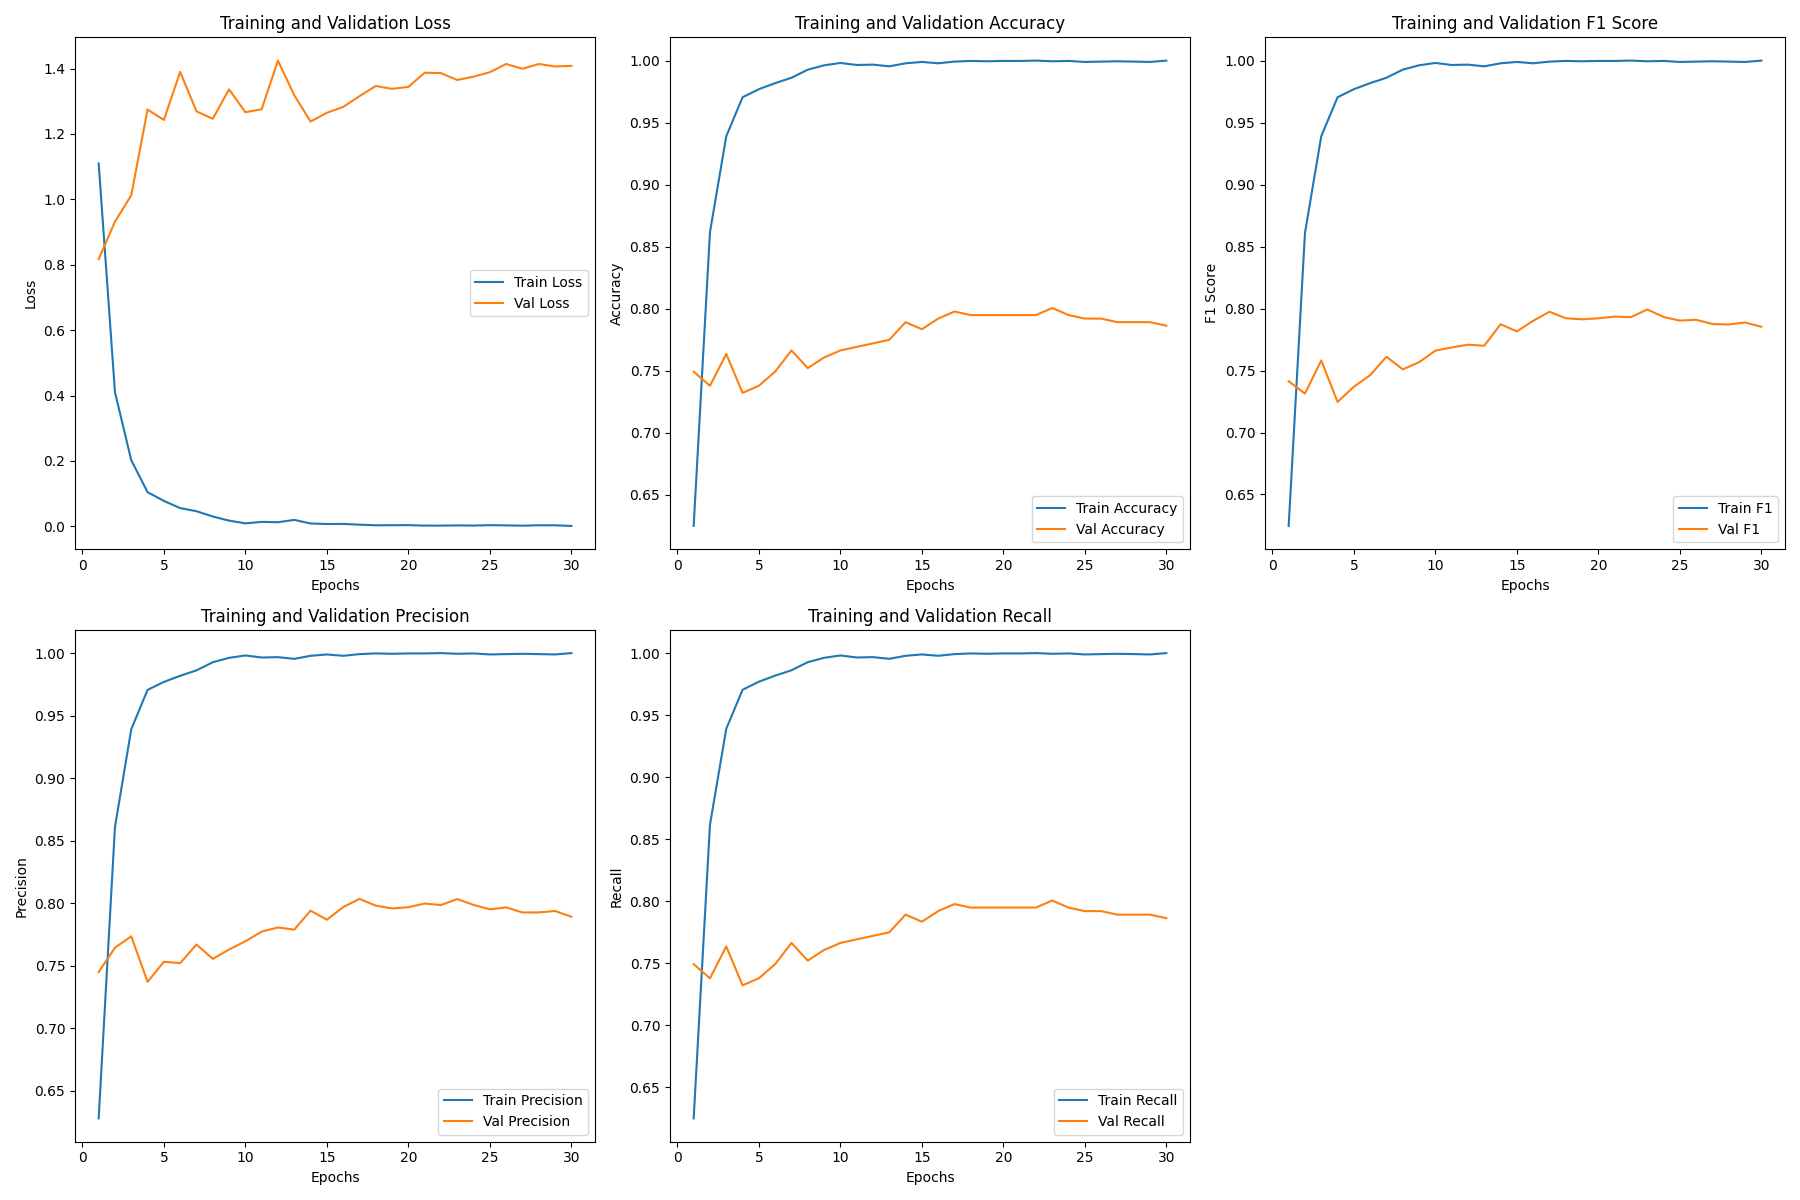 Training and Validation Loss
1.4
1.2
1.0
0.8
0.6
0.4
0.2
0.0
Loss
Train Loss
Val Loss
0 5 10 15 20 25 30
Epochs
Training and Validation Accuracy
1.00
0.95
0.90
0.85
0.80
0.75
0.70
0.65
Accuracy
Train Accuracy
Val Accuracy
0 5 10 15 20 25 30
Epochs
Training and Validation F1 Score
1.00
0.95
0.90
0.85
0.80
0.75
0.70
0.65
F1 Score
Train F1
Val F1
0 5 10 15 20 25 30
Epochs
Training and Validation Precision
1.00
0.95
0.90
0.85
0.80
0.75
0.70
0.65
Precision
Train Precision
Val Precision
0 5 10 15 20 25 30
Epochs
Training and Validation Recall
1.00
0.95
0.90
0.85
0.80
0.75
0.70
0.65
Recall
Train Recall
Val Recall
0 5 10 15 20 25 30
Epochs